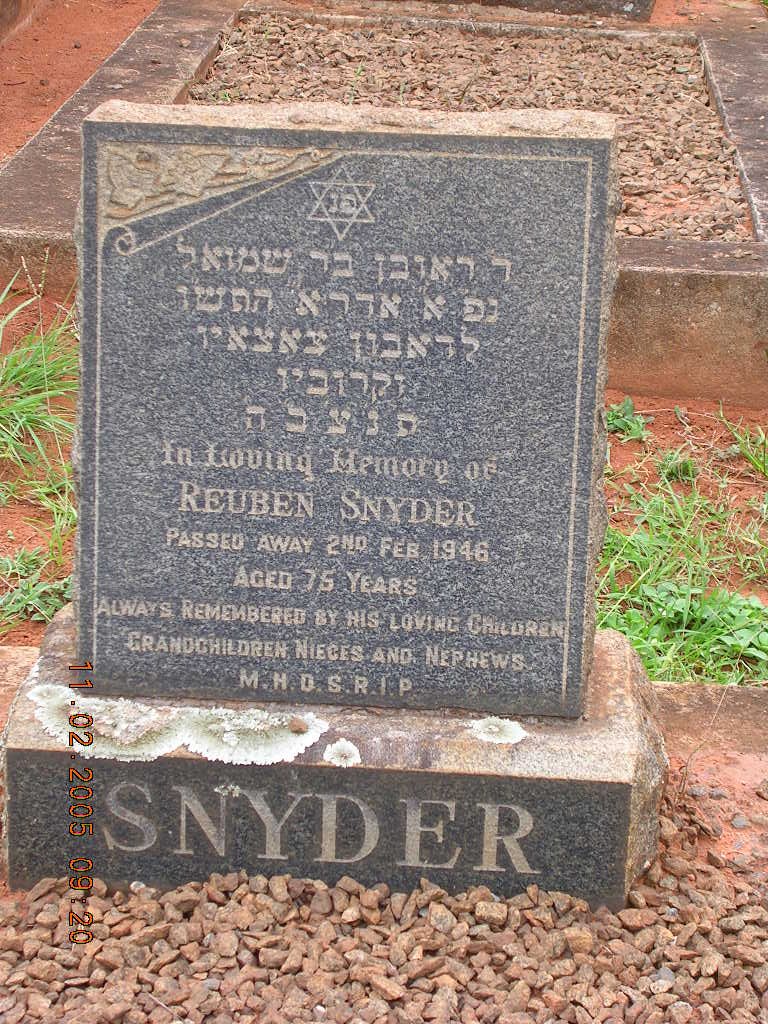 פנ
ר ראובן בר שמואל
נפ א אדרא התשו
לדאבון צאצאיו
וקרוביו
ת נ צ ב ה
In Loving Memory of
REUBEN SNYDER
PASSED AWAY 2ND FEB 1946
AGED 75 YEARS
ALWAYS REMEMBERED BY HIS LOVING CHILDREN
GRANDCHILDREN NIECES AND NEPHEWS
M.H.D.S.R.I.P.
SNYDER
11.02.2005 09:20